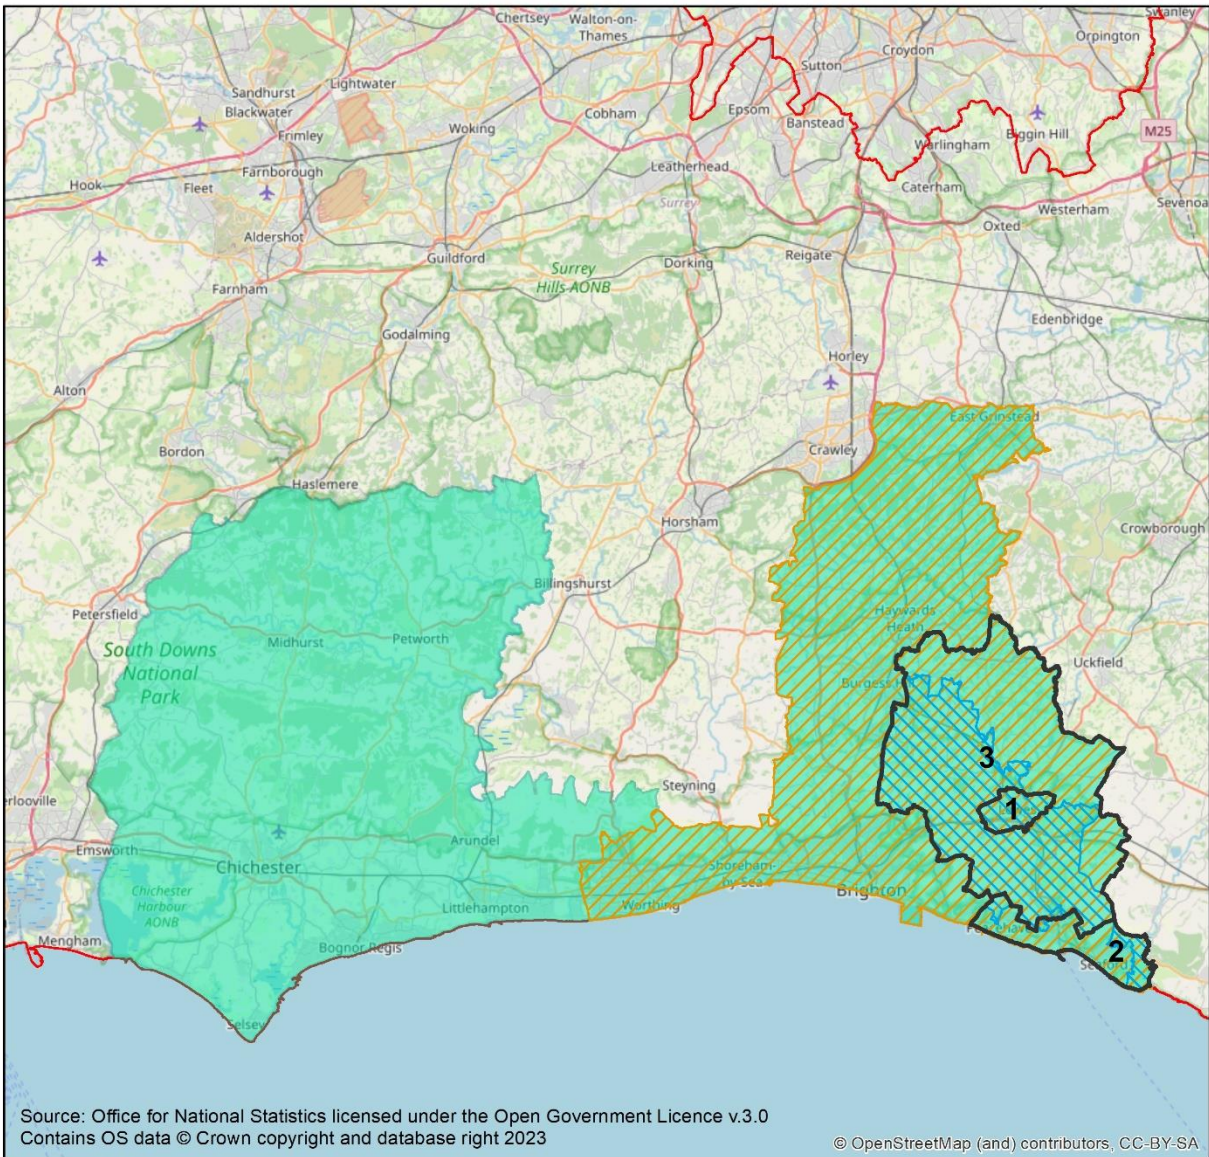 Chertsey
Walton-on-
Thames
Swanley
Croydon
Orpington
Sutton
Sandhurst
Lightwater
Blackwater
Cobham
Epsom
Banstead
Biggin Hill
M25
Frimley
Woking
Warlingham
Hook
Fleet
Farnborough
Leatherhead
Caterham
Surrey
Westerham
Sevenoa
Aldershot
Oxted
Guildford
Dorking
Reigate
Surrey
Hills AONB
Farnham
Edenbridge
Godalming
Horley
Alton
East Grinstead
Bordon
Crawley
Haslemere
Horsham
Crowborough
Billingshurst
Petersfield
Haywards
Heath
Midhurst
Petworth
South Downs
National
Park
Uckfield
Burgess H
3
Steyning
erlooville
1
Arundel
Emsworth
Chichester
Shoreham-
by-Sea
Brighton
Chichester
Harbour
AONB
Littlehampton
Worthing
Mengham
Bognor Regis
2
Seaford
Selsey
Source: Office for National Statistics licensed under the Open Government Licence v.3.0
Contains OS data © Crown copyright and database right 2023
© OpenStreetMap (and) contributors, CC-BY-SA